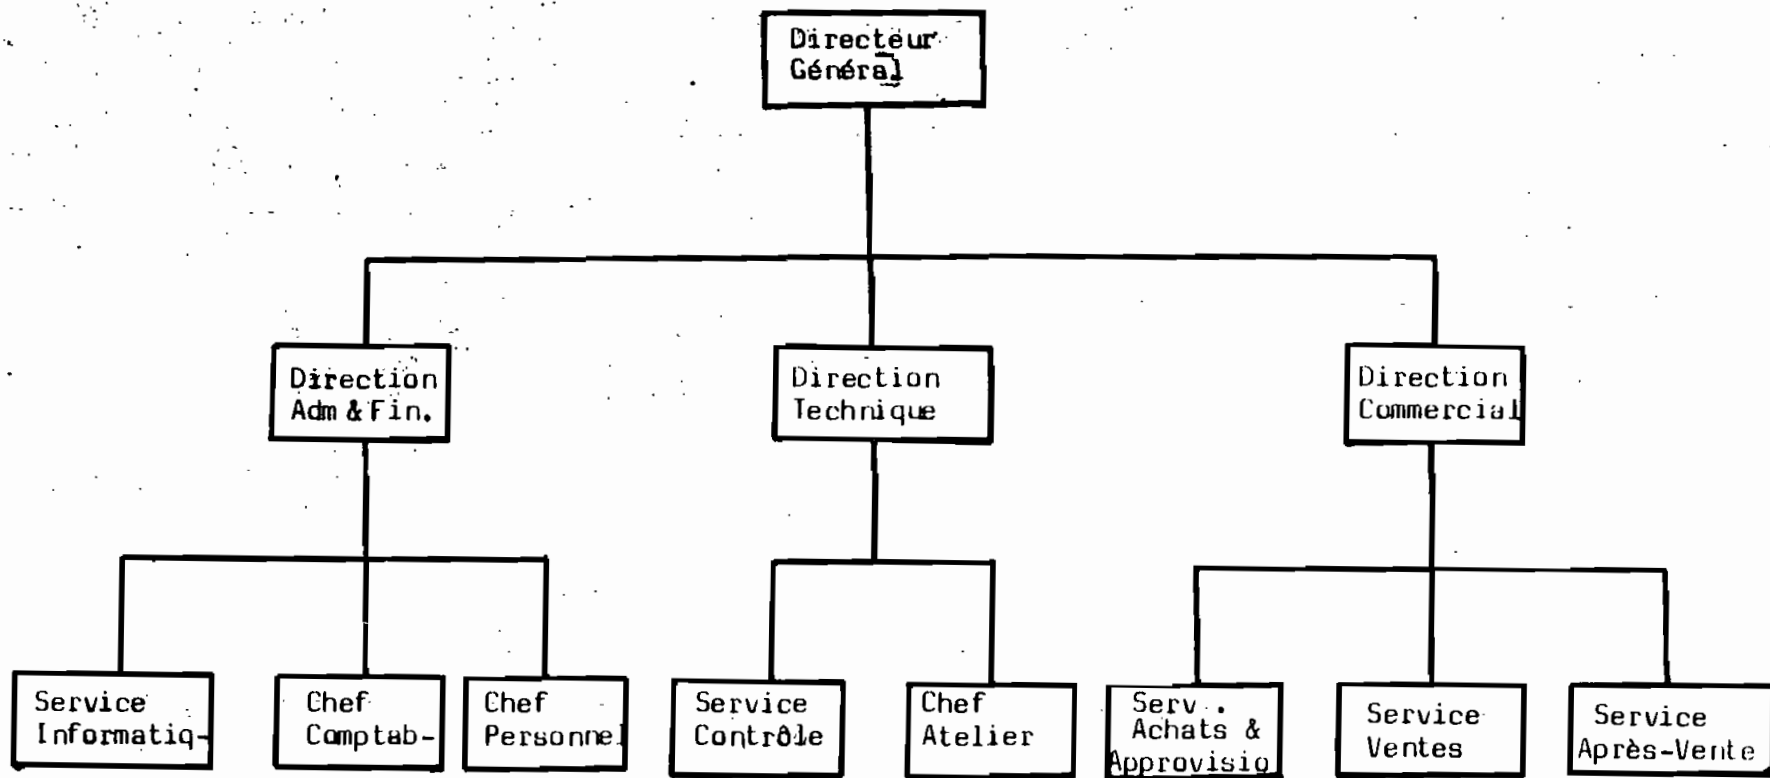 Directeur
Général
Direction
Adm & Fin.
Direction
Technique
Direction
Commercial
Service
Informatiq-
Chef
Comptab-
Chef
Personnel
Service
Contrôle
Chef
Atelier
Serv.
Achats &
Approvisio
Service
Ventes
Service
Après-Vente